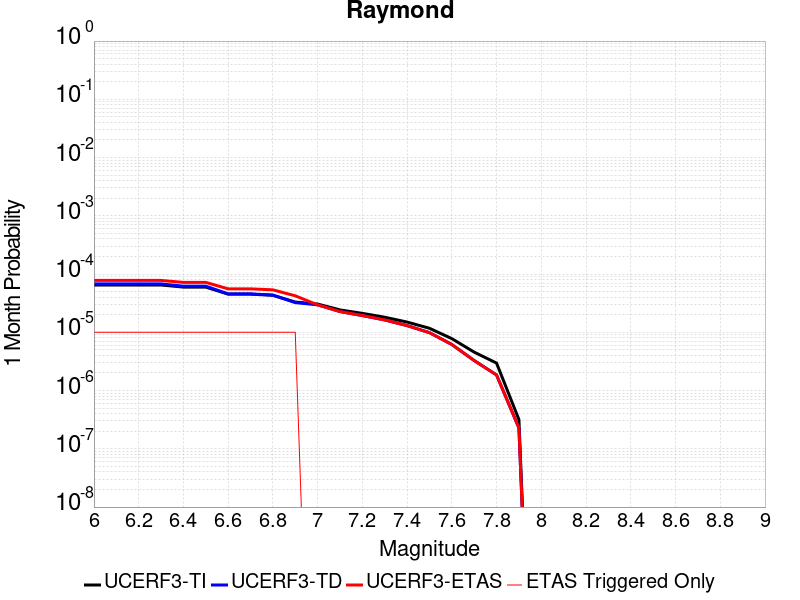 Raymond
10 0
10 -1
10 -2
10 -3
10 -4
10 -5
10 -6
10 -7
10 -8
1 Month Probability
6 6.2 6.4 6.6 6.8 7 7.2 7.4 7.6 7.8 8 8.2 8.4 8.6 8.8 9
Magnitude
UCERF3-TI UCERF3-TD UCERF3-ETAS ETAS Triggered Only